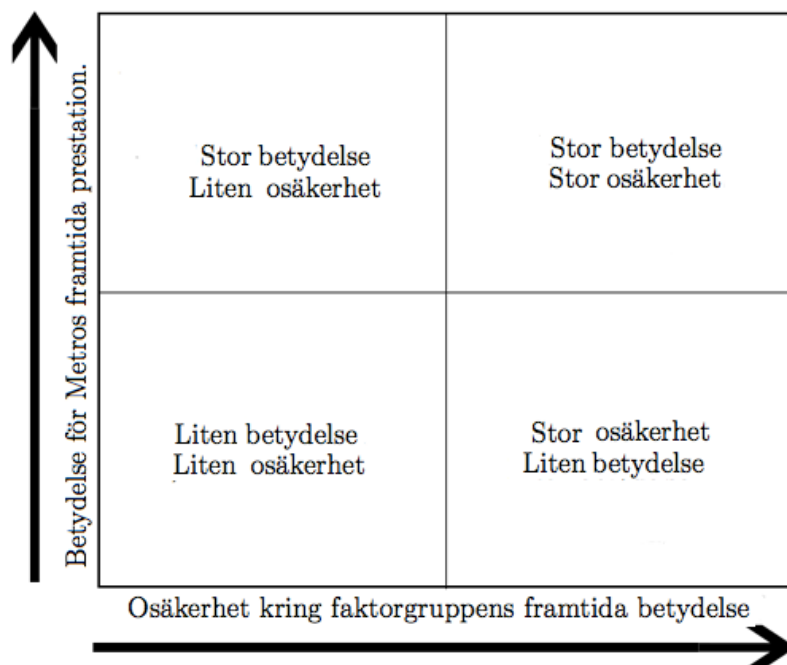 Betydelse för Metros framtida prestation.
Stor betydelse
Liten osäkerhet
Stor betydelse
Stor osäkerhet
Liten betydelse
Liten osäkerhet
Stor osäkerhet
Liten betydelse
Osäkerhet kring faktorgruppens framtida betydelse